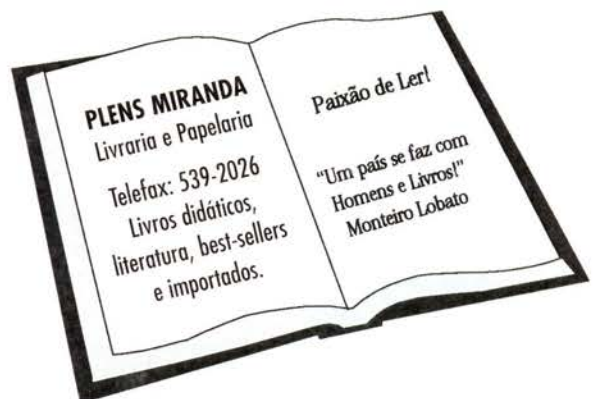 PLENS MIRANDA
Livraria e Papelaria
Telefax: 539-2026
Livros didáticos,
literatura, best-sellers
e importados.
Paixão de Ler!
"Um país se faz com
Homens e Livros!"
Monteiro Lobato